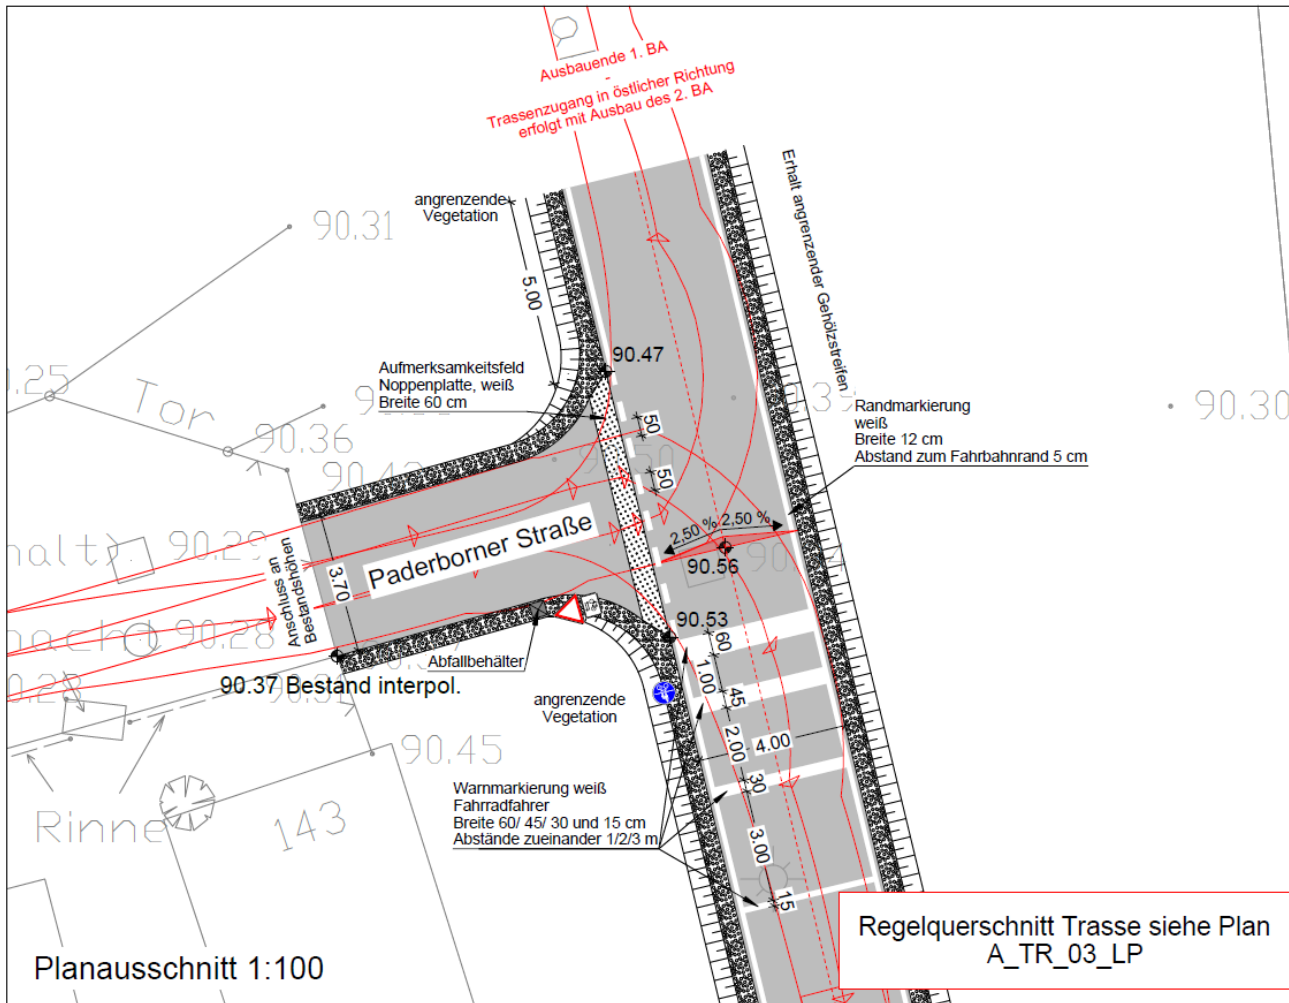 Ausbauende 1. BA
-
Trassenzugang in östlicher Richtung
erfolgt mit Ausbau des 2. BA
angrenzende
Vegetation
Erhalt angrenzender Gehölzstreifen
90.31
5.00
90.47
Aufmerksamkeitsfeld
Noppenplatte, weiß
Breite 60 cm
Tor
90.36
90.30
Randmarkierung
weiß
Breite 12 cm
Abstand zum Fahrbahnrand 5 cm
50
50
2,50 %
2,50 %
90.56
Paderborner Straße
90.29
Anschluss an
Bestandshöhen
3.70
90.28
90.53
Abfallbehälter
90.37 Bestand interpol.
angrenzende
Vegetation
60
1.00
45
2.00
4.00
30
3.00
15
90.45
Rinne
143
Warnmarkierung weiß
Fahrradfahrer
Breite 60/ 45/ 30 und 15 cm
Abstände zueinander 1/2/3 m
Regelquerschnitt Trasse siehe Plan
A_TR_03_LP
Planausschnitt 1:100